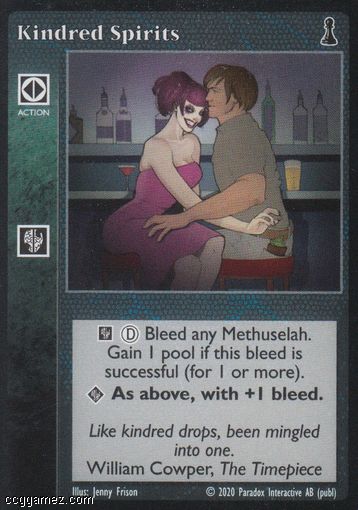 Kindred Spirits
ACTION
D Bleed any Methuselah.
Gain 1 pool if this bleed is
successful (for 1 or more).
As above, with +1 bleed.
Like kindred drops, been mingled
into one.
William Cowper, The Timepiece
Illus: Jenny Frison © 2020 Paradox Interactive AB (publ)
ccggamez.com